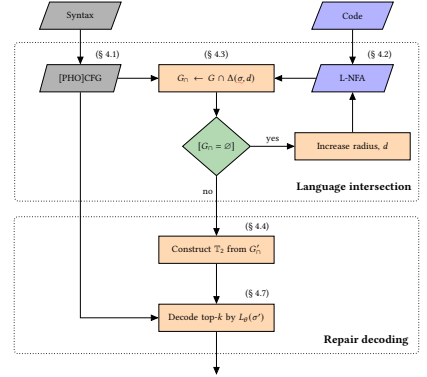 Syntax
Code
(§ 4.1)
(§ 4.3)
(§ 4.2)
[PHO]CFG
G∩ ← G ∩ Δ(σ, d)
L-NFA
[G∩ = ∅]
yes
Increase radius, d
no
Language intersection
(§ 4.4)
Construct 𝕋₂ from G′∩
(§ 4.7)
Decode top-k by Lθ(σ′)
Repair decoding